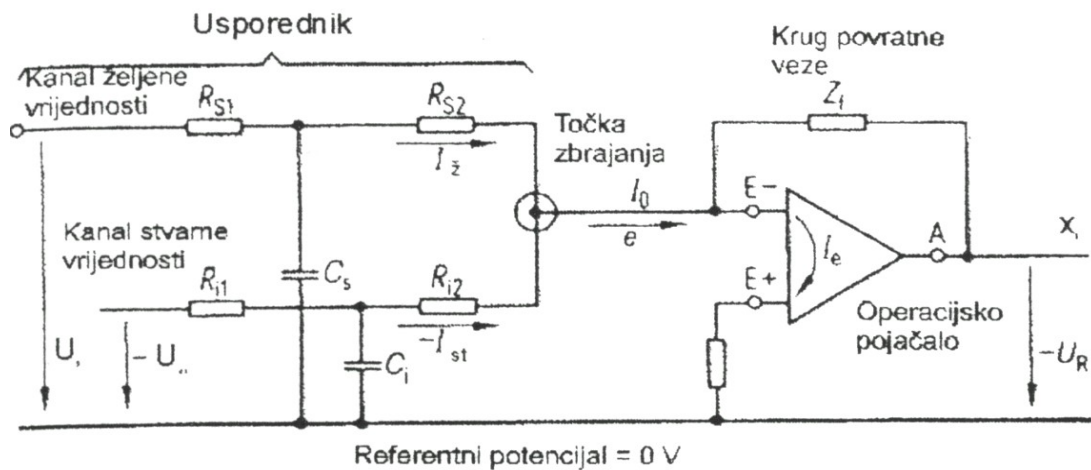 Usporednik
Krug povratne
veze
Kanal željene
vrijednosti
R_S1
R_S2
Z_f
I_ž
Točka
zbrajanja
I_0
e
E−
I_e
A
E+
Kanal stvarne
vrijednosti
R_i1
C_s
R_i2
−I_st
C_i
U
− U
Operacijsko
pojačalo
x
−U_R
Referentni potencijal = 0 V